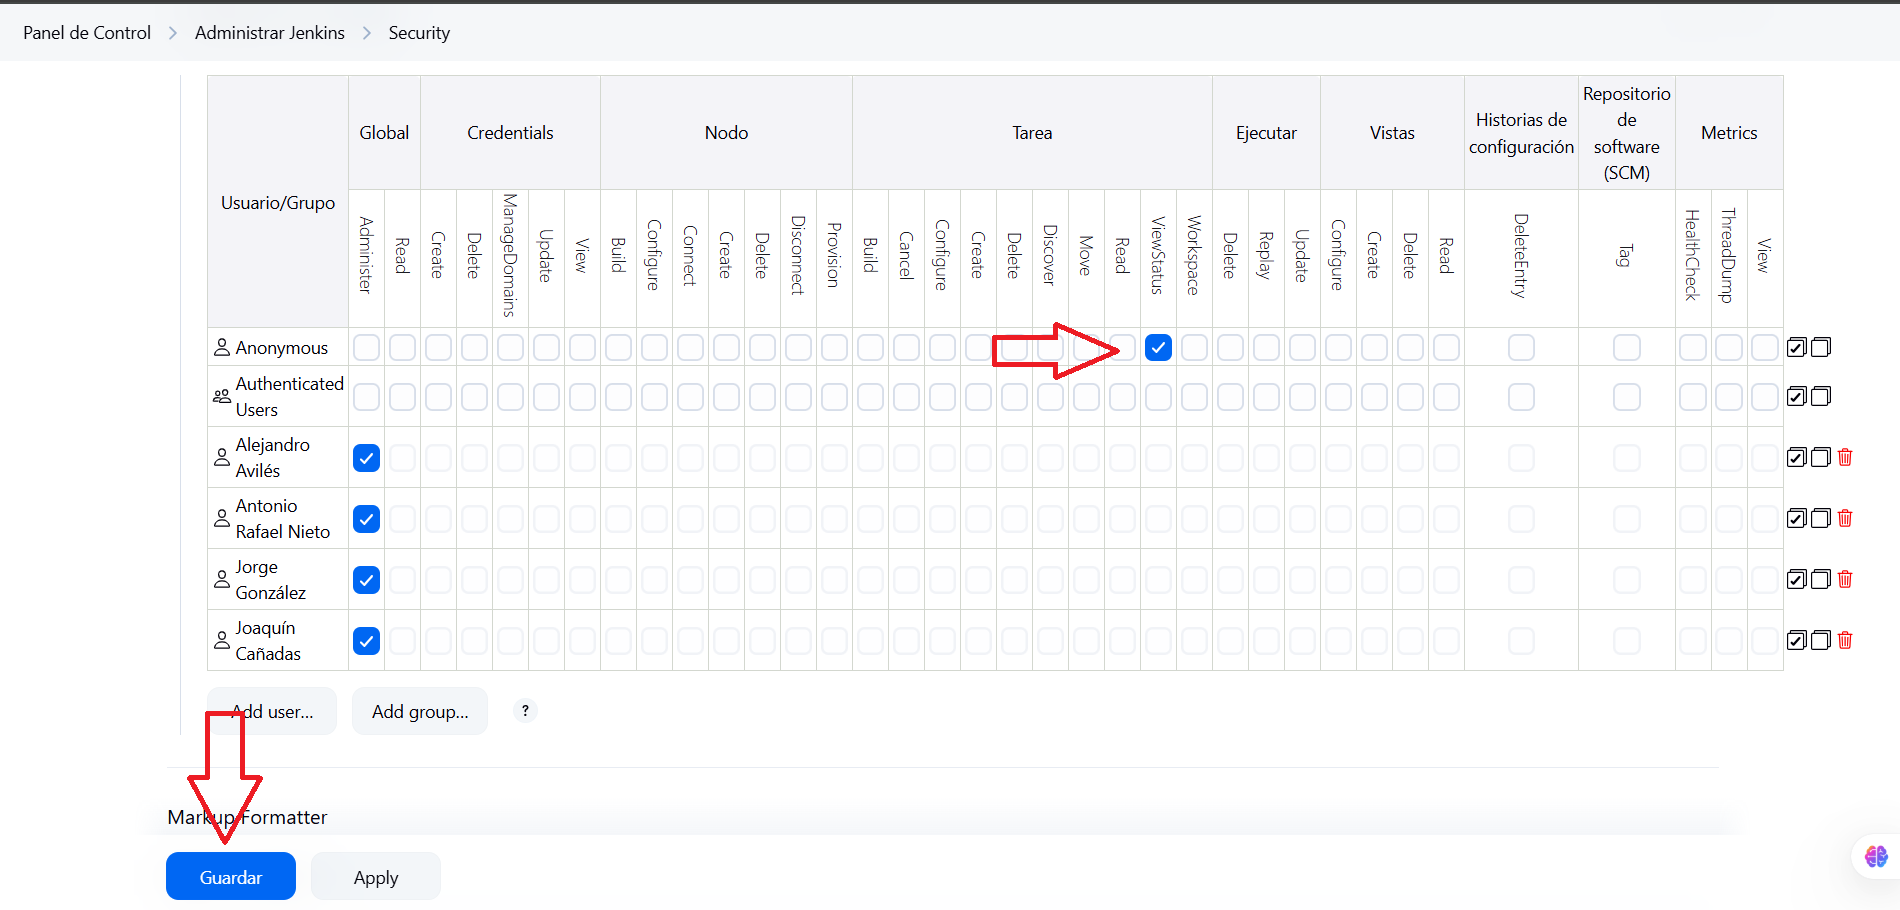 Panel de Control > Administrar Jenkins > Security
Usuario/Grupo
Global
Credentials
Nodo
Tarea
Ejecutar
Vistas
Historias de
configuración
Repositorio
de
software
(SCM)
Metrics
Administer
Read
Create
Delete
ManageDomains
Update
View
Build
Configure
Connect
Create
Delete
Disconnect
Provision
Build
Cancel
Configure
Create
Delete
Discover
Move
Read
ViewStatus
Workspace
Delete
Replay
Update
Configure
Create
Delete
Read
DeleteEntry
Tag
HealthCheck
ThreadDump
View
Anonymous
Authenticated
Users
Alejandro
Avilés
Antonio
Rafael Nieto
Jorge
González
Joaquín
Cañadas
Add user...
Add group...
?
Markup Formatter
Guardar
Apply